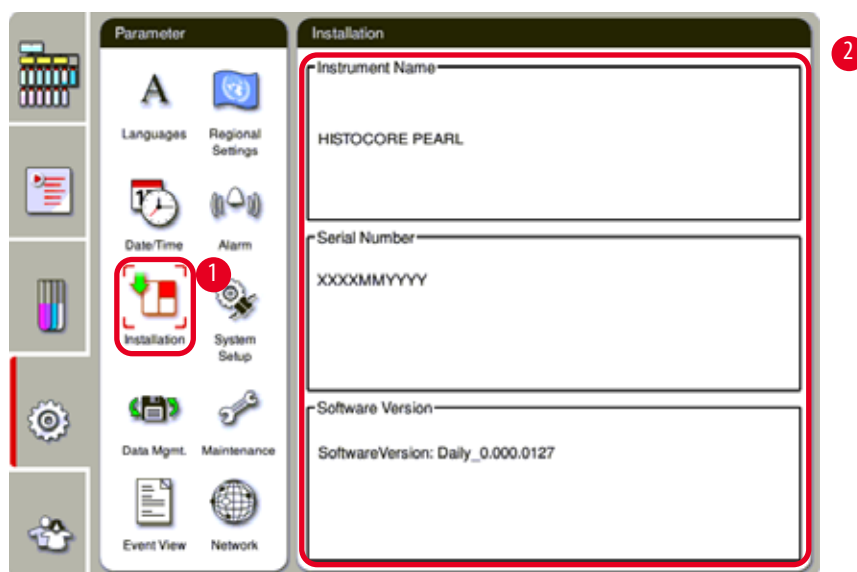 Parameter
Installation
2
Instrument Name
A
HISTOCORE PEARL
Languages
Regional
Settings
Serial Number
17
Date/Time
Alarm
1
XXXXMMYYYY
Installation
System
Setup
Software Version
Data Mgmt.
Maintenance
SoftwareVersion: Daily_0.000.0127
Event View
Network